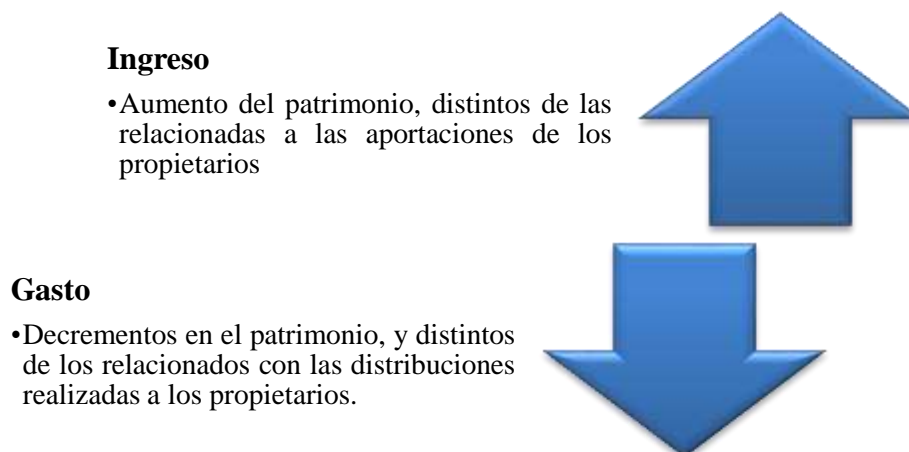 Ingreso
•Aumento del patrimonio, distintos de las
relacionadas a las aportaciones de los
propietarios
Gasto
•Decrementos en el patrimonio, y distintos
de los relacionados con las distribuciones
realizadas a los propietarios.